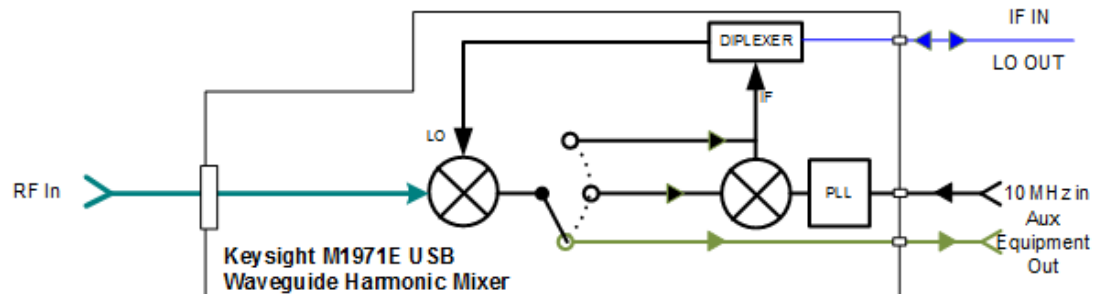 IF IN
DIPLEXER
LO OUT
IF
LO
RF In
PLL
10 MHz in
Aux
Equipment
Out
Keysight M1971E USB
Waveguide Harmonic Mixer